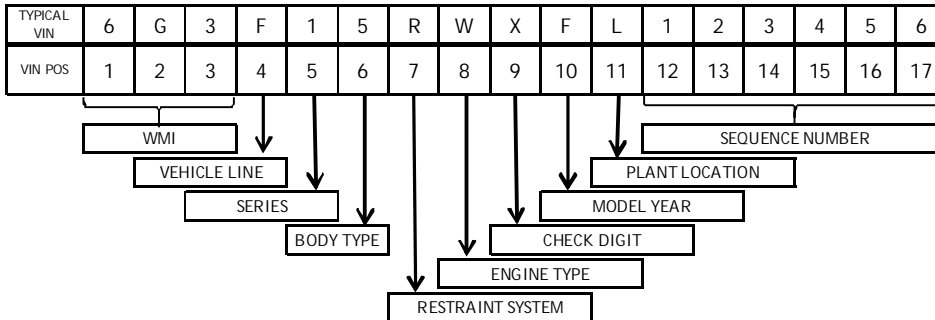 TYPICAL VIN 6 G 3 F 1 5 R W X F L 1 2 3 4 5 6
VIN POS 1 2 3 4 5 6 7 8 9 10 11 12 13 14 15 16 17
WMI SEQUENCE NUMBER
VEHICLE LINE PLANT LOCATION
SERIES MODEL YEAR
BODY TYPE CHECK DIGIT
ENGINE TYPE
RESTRAINT SYSTEM